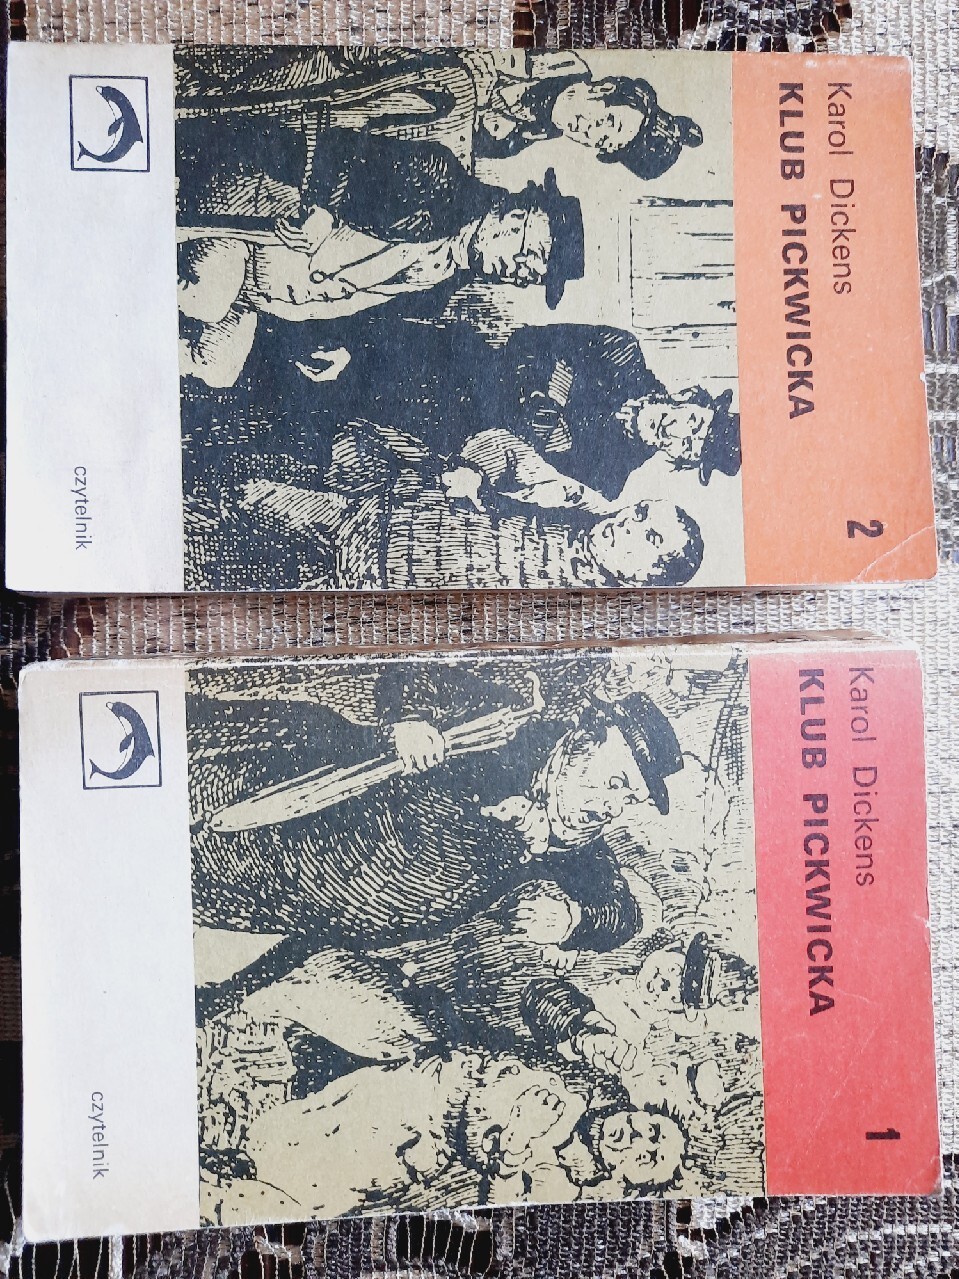 Karol Dickens
KLUB PICKWICKA
2
czytelnik
Karol Dickens
KLUB PICKWICKA
1
czytelnik